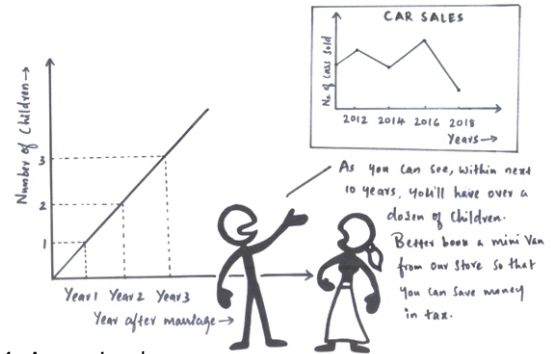 CAR SALES
No. of Cars Sold
2012 2014 2016 2018
Years
Number of Children
3
2
1
Year1 Year2 Year3
Year after marriage
As you can see, within next
10 years, you'll have over a
dozen of children.
Better book a mini Van
from our store so that
you can save money
in tax.